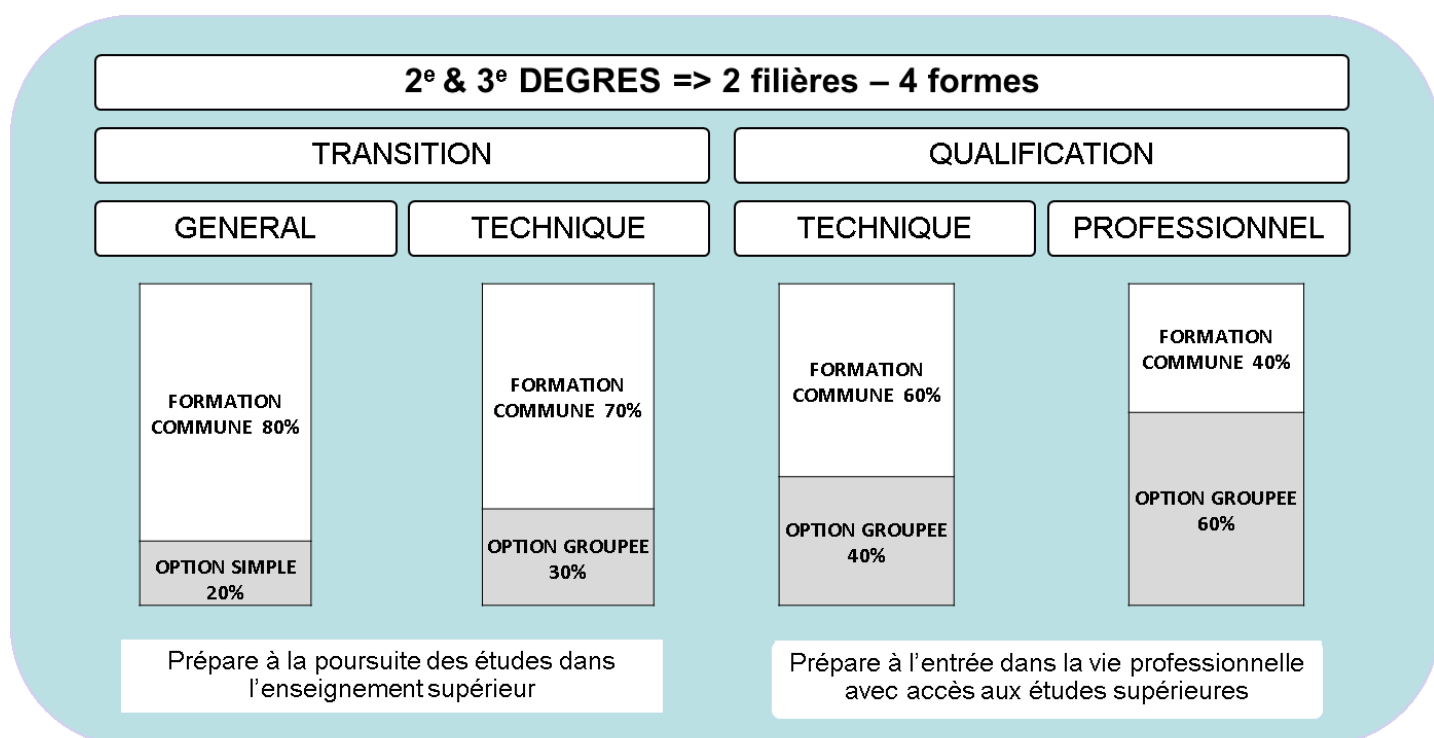 2e & 3e DEGRES => 2 filières – 4 formes
TRANSITION
QUALIFICATION
GENERAL
TECHNIQUE
TECHNIQUE
PROFESSIONNEL
FORMATION
COMMUNE 80%
OPTION SIMPLE
20%
FORMATION
COMMUNE 70%
OPTION GROUPEE
30%
FORMATION
COMMUNE 60%
OPTION GROUPEE
40%
FORMATION
COMMUNE 40%
OPTION GROUPEE
60%
Prépare à la poursuite des études dans
l'enseignement supérieur
Prépare à l'entrée dans la vie professionnelle
avec accès aux études supérieures